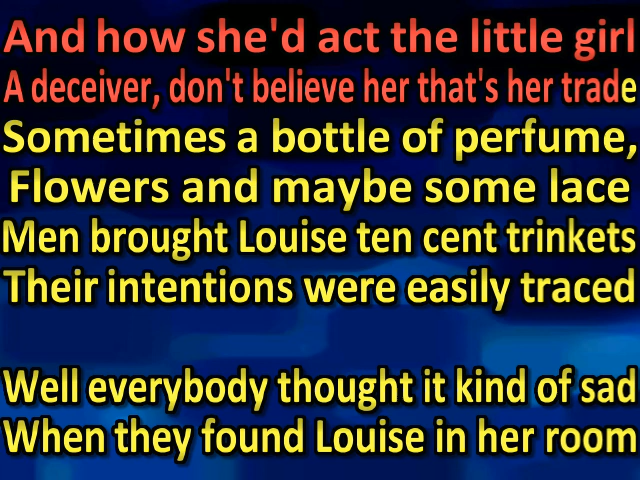 And how she'd act the little girl
A deceiver, don't believe her that's her trade
Sometimes a bottle of perfume,
Flowers and maybe some lace
Men brought Louise ten cent trinkets
Their intentions were easily traced
Well everybody thought it kind of sad
When they found Louise in her room